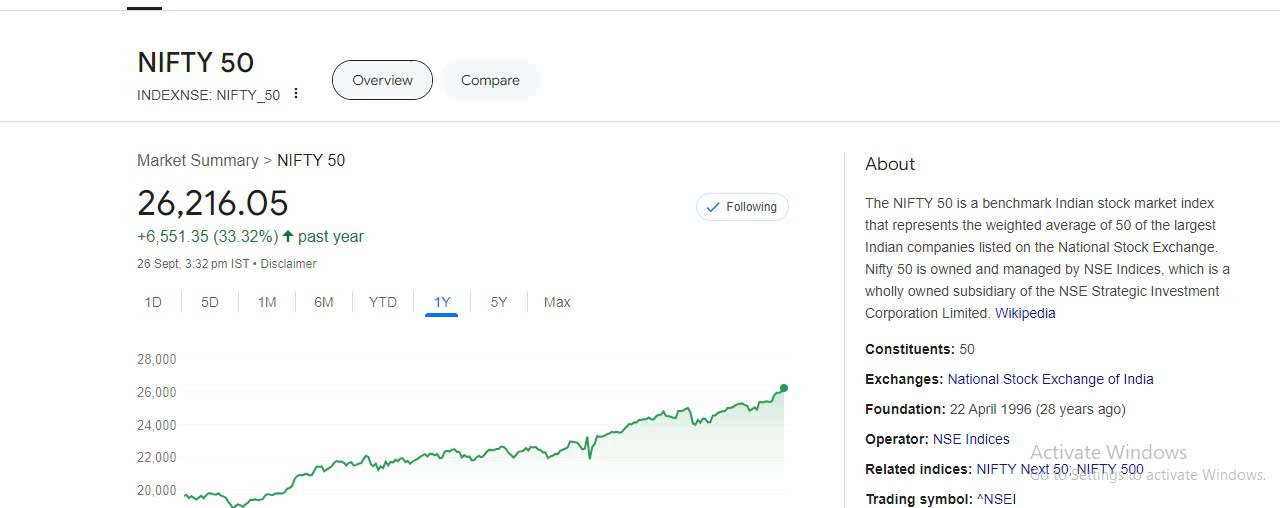 NIFTY 50
INDEXNSE: NIFTY_50
Overview
Compare
Market Summary > NIFTY 50
26,216.05
+6,551.35 (33.32%) ↑ past year
26 Sept, 3:32 pm IST • Disclaimer
Following
1D 5D 1M 6M YTD 1Y 5Y Max
28,000
26,000
24,000
22,000
20,000
About
The NIFTY 50 is a benchmark Indian stock market index
that represents the weighted average of 50 of the largest
Indian companies listed on the National Stock Exchange.
Nifty 50 is owned and managed by NSE Indices, which is a
wholly owned subsidiary of the NSE Strategic Investment
Corporation Limited. Wikipedia
Constituents: 50
Exchanges: National Stock Exchange of India
Foundation: 22 April 1996 (28 years ago)
Operator: NSE Indices
Related indices: NIFTY Next 50; NIFTY 500
Trading symbol: ^NSEI
Activate Windows
Go to Settings to activate Windows.